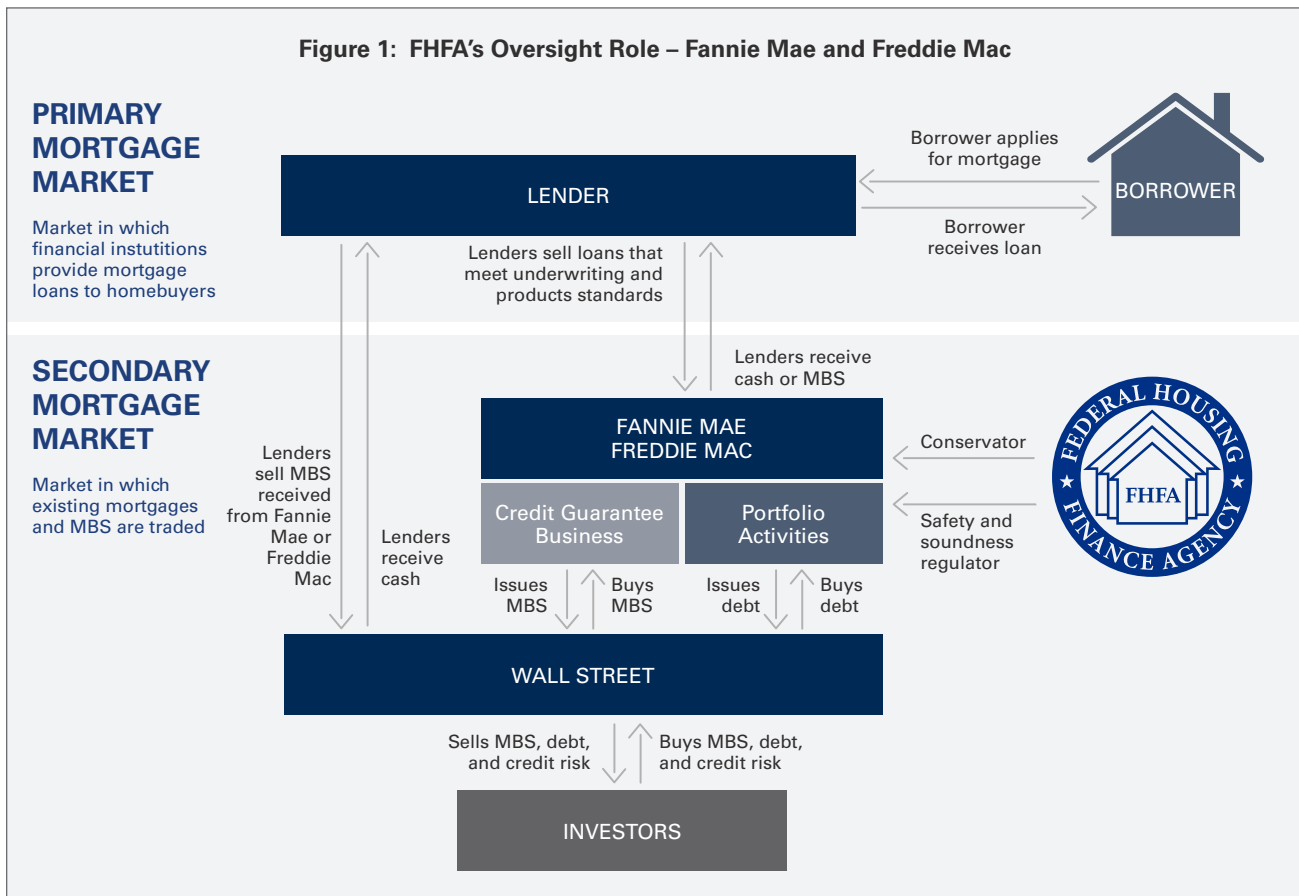 Figure 1: FHFA's Oversight Role – Fannie Mae and Freddie Mac
PRIMARY
MORTGAGE
MARKET
Market in which
financial instutitions
provide mortgage
loans to homebuyers
LENDER
Borrower applies
for mortgage
Borrower
receives loan
BORROWER
Lenders sell loans that
meet underwriting and
products standards
SECONDARY
MORTGAGE
MARKET
Market in which
existing mortgages
and MBS are traded
Lenders
sell MBS
received
from Fannie
Mae or
Freddie
Mac
Lenders
receive
cash
Lenders receive
cash or MBS
FANNIE MAE
FREDDIE MAC
Credit Guarantee
Business
Portfolio
Activities
Conservator
Safety and
soundness
regulator
FEDERAL HOUSING
FHFA
FINANCE AGENCY
Issues
MBS
Buys
MBS
Issues
debt
Buys
debt
WALL STREET
Sells MBS, debt,
and credit risk
Buys MBS, debt,
and credit risk
INVESTORS